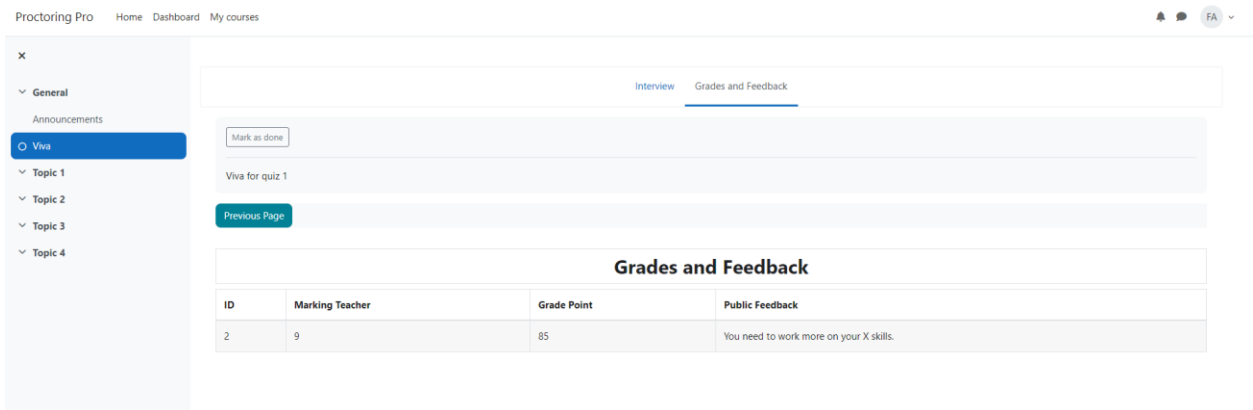 Proctoring Pro Home Dashboard My courses FA
General
Announcements
Viva
Topic 1
Topic 2
Topic 3
Topic 4
Interview Grades and Feedback
Mark as done
Viva for quiz 1
Previous Page
Grades and Feedback
ID Marking Teacher Grade Point Public Feedback
2 9 85 You need to work more on your X skills.